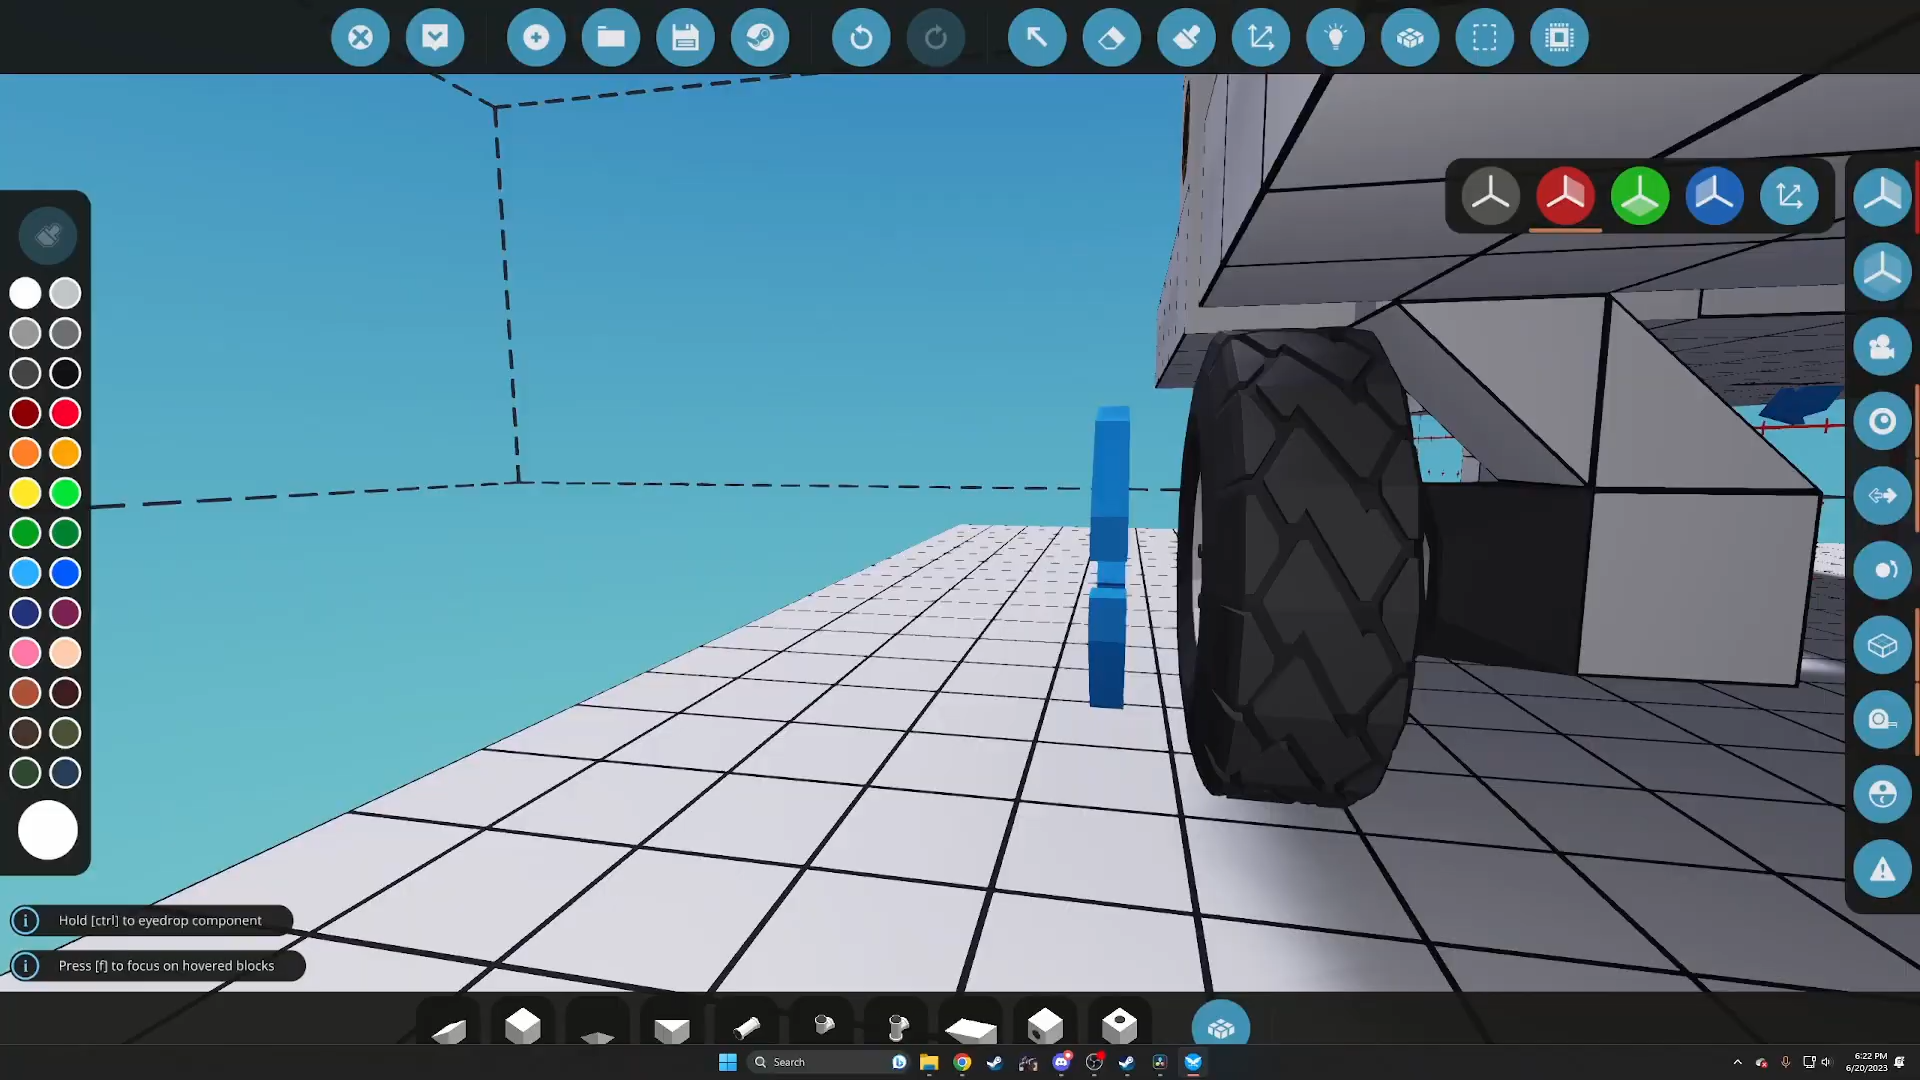 Hold [ctrl] to eyedrop component
Press [f] to focus on hovered blocks
Search
6:22 PM
6/20/2023